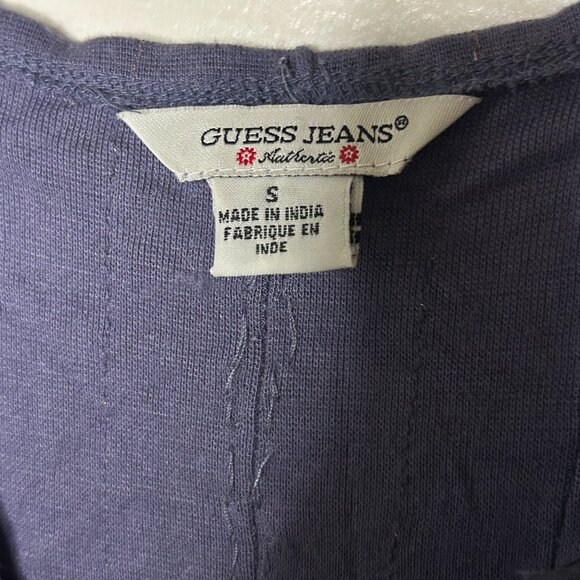 GUESS JEANS®
Authentic
S
MADE IN INDIA
FABRIQUE EN
INDE